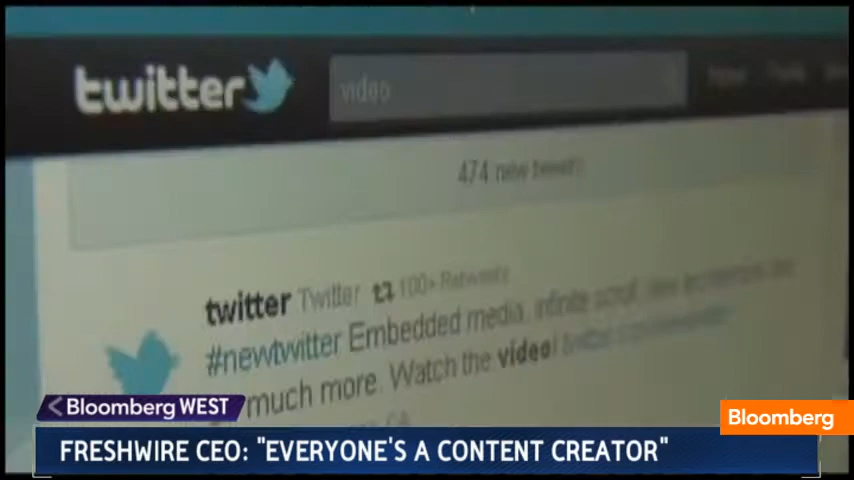 twitter
video
474 new tweets
twitter Twitter 100+ Retweets
#newtwitter Embedded media, infinite scroll,
much more. Watch the video!
Bloomberg WEST
Bloomberg
FRESHWIRE CEO: "EVERYONE'S A CONTENT CREATOR"